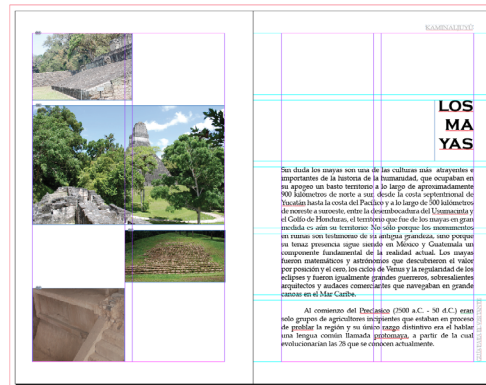 KAMINALJUYÚ
LOS
MA
YAS
Sin duda los mayas son una de las culturas más atrayentes e
importantes de la historia de la humanidad, que ocupaban en
su apogeo un basto territorio a lo largo de aproximadamente
900 kilómetros de norte a sur, desde la costa septentrional de
Yucatán hasta la costa del Pacífico y a lo largo de 500 kilómetros
de noreste a suroeste, entre la desembocadura del Usumacinta y
el Golfo de Honduras, el territorio que fue de los mayas en gran
medida es aún su territorio: No sólo porque los monumentos
en ruinas son testimonio de su antigua grandeza, sino porque
su tenaz presencia sigue siendo en México y Guatemala un
componente fundamental de la realidad actual. Los mayas
fueron matemáticos y astrónomos que descubrieron el valor
por posición y el cero, los ciclos de Venus y la regularidad de los
eclipses y fueron igualmente grandes guerreros, sobresalientes
arquitectos y audaces comerciantes que navegaban en grande
canoas en el Mar Caribe.
Al comienzo del Preclasico (2500 a.C. - 50 d.C.) eran
solo grupos de agricultores incipientes que estaban en proceso
de problar la región y su único razgo distintivo era el hablar
una lengua común llamada protomaya, a partir de la cual
evolucionarían las 28 que se conocen actualmente.